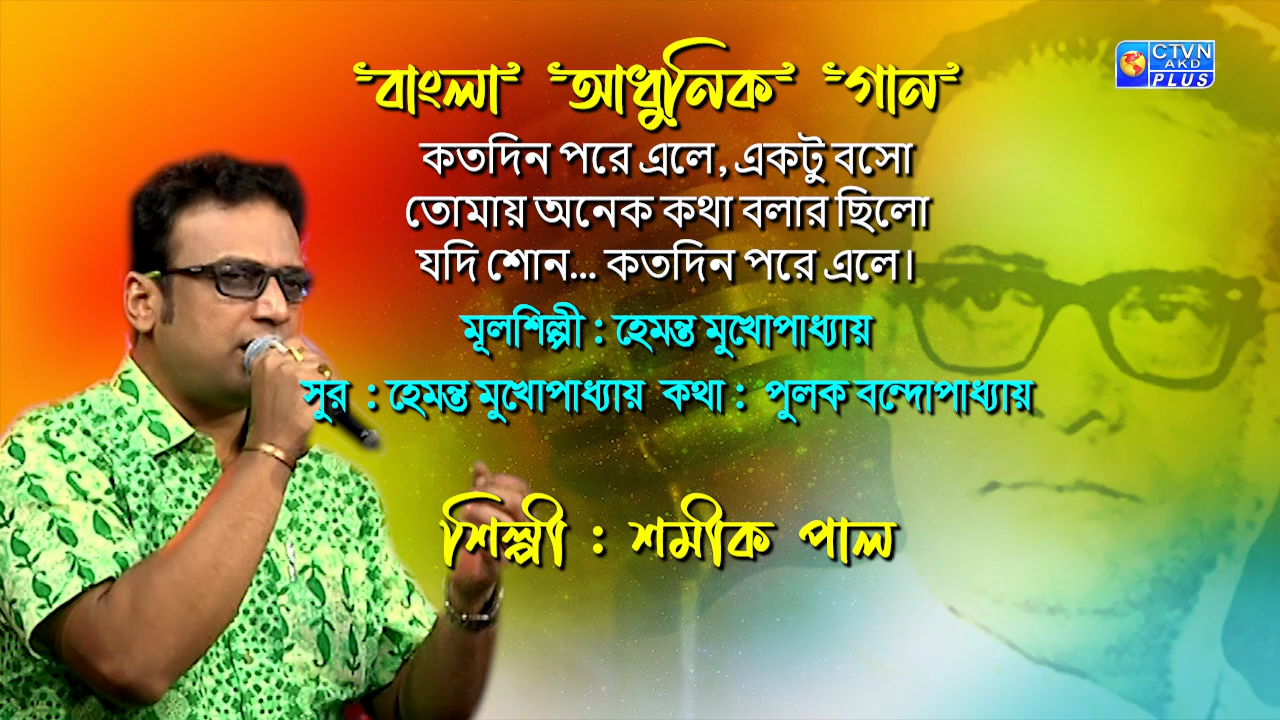 বাংলা আধুনিক গান
CTVN
AKD
PLUS
কতদিন পরে এলে, একটু বসো
তোমায় অনেক কথা বলার ছিলো
যদি শোন... কতদিন পরে এলে।
মূলশিল্পী : হেমন্ত মুখোপাধ্যায়
সুর : হেমন্ত মুখোপাধ্যায় কথা : পুলক বন্দোপাধ্যায়
শিল্পী : শমীক পাল